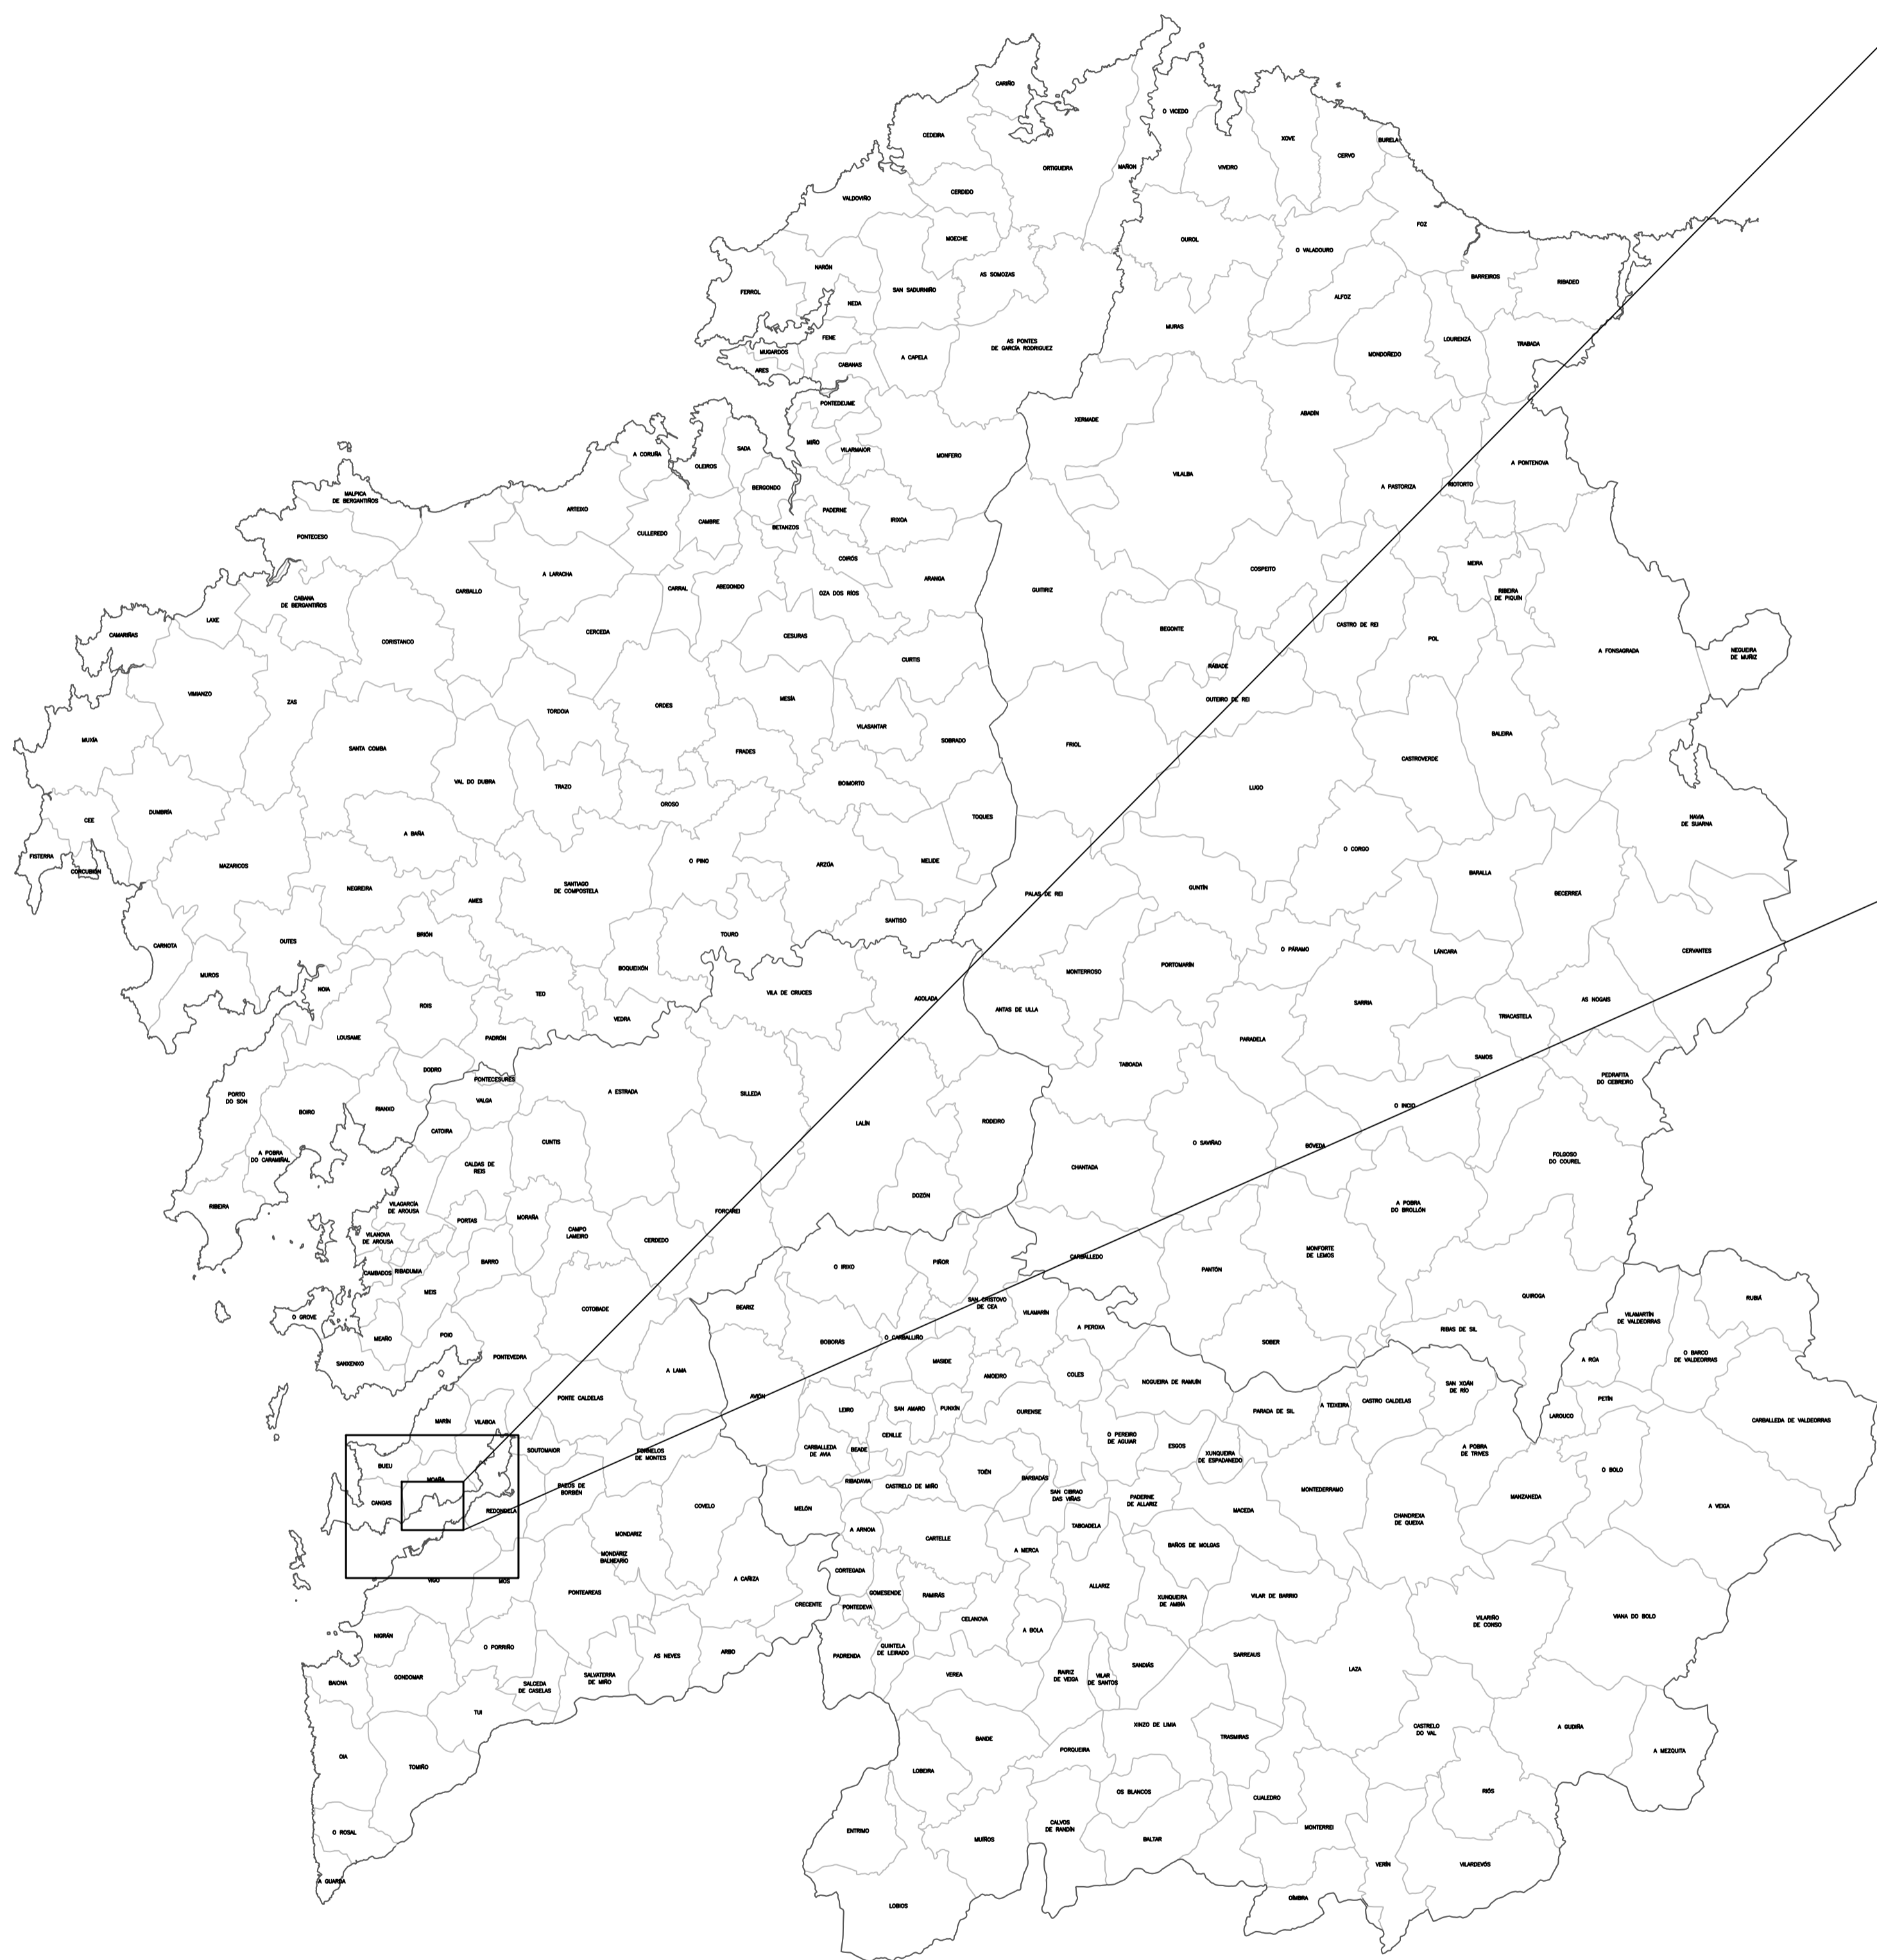 CARIÑO
O VICEDO
CEDEIRA
XOVE
BURELA
CERVO
ORTIGUEIRA
MAÑON
VIVEIRO
CERDIDO
VALDOVIÑO
FOZ
MOECHE
OUROL
O VALADOURO
NARÓN
AS SOMOZAS
BARREIROS
RIBADEO
FERROL
SAN SADURNIÑO
ALFOZ
NEDA
MURAS
FENE
LOURENZÁ
TRABADA
AS PONTES
DE GARCÍA RODRIGUEZ
MUGARDOS
A CAPELA
MONDOÑEDO
CABANAS
ARES
PONTEDEUME
ABADÍN
XERMADE
MIÑO
VILARMAIOR
SADA
A CORUÑA
MONFERO
OLEIROS
A PONTENOVA
VILALBA
BERGONDO
A PASTORIZA
RIOTORTO
MALPICA
DE BERGANTIÑOS
ARTEIXO
PADERNE
IRIXOA
CAMBRE
BETANZOS
CULLEREDO
PONTECESO
COIRÓS
MEIRA
COSPEITO
A LARACHA
ARANGA
CARBALLO
CARRAL
ABEGONDO
OZA DOS RÍOS
GUITIRIZ
RIBEIRA
DE PIQUÍN
CABANA
DE BERGANTIÑOS
LAXE
CASTRO DE REI
BEGONTE
CAMARIÑAS
CORISTANCO
CERCEDA
CESURAS
POL
A FONSAGRADA
NEGUEIRA
DE MUÑIZ
CURTIS
RÁBADE
VIMIANZO
ZAS
MESÍA
OUTEIRO DE REI
ORDES
TORDOIA
VILASANTAR
BALEIRA
MUXÍA
SOBRADO
FRIOL
SANTA COMBA
FRADES
CASTROVERDE
VAL DO DUBRA
TRAZO
BOIMORTO
LUGO
OROSO
DUMBRÍA
CEE
TOQUES
NAVIA
DE SUARNA
A BAÑA
O CORGO
FISTERRA
O PINO
MELIDE
ARZÓA
MAZARICOS
CORCUBIÓN
BARALLA
SANTIAGO
DE COMPOSTELA
NEGREIRA
GUNTÍN
PALAS DE REI
BECERREÁ
AMES
SANTISO
BRIÓN
TOURO
OUTES
CARNOTA
O PÁRAMO
LÁNCARA
CERVANTES
PORTOMARÍN
BOQUEIXÓN
MONTERROSO
MUROS
NOIA
TEO
VILA DE CRUCES
AGOLADA
AS NOGAIS
SARRIA
ROIS
ANTAS DE ULLA
TRIACASTELA
VEDRA
LOUSAME
PADRÓN
PARADELA
SAMOS
TABOADA
DODRO
PONTECESURES
PEDRAFITA
DO CEBREIRO
A ESTRADA
SILLEDA
PORTO
DO SON
VALGA
RIANXO
BOIRO
O INCIO
LALÍN
RODEIRO
CATOIRA
CUNTIS
O SAVIÑAO
BÓVEDA
A POBRA
DO CARAMIÑAL
FOLGOSO
DO COUREL
CALDAS DE
REIS
CHANTADA
DOZÓN
VILAGARCÍA
DE AROUSA
RIBEIRA
A POBRA
DO BROLLÓN
FORCAREI
MORAÑA
PORTAS
CAMPO
LAMEIRO
VILANOVA
DE AROUSA
CERDEDO
MONFORTE
DE LEMOS
CARBALLEDO
BARRO
PIÑOR
O IRIXO
PANTÓN
CAMBADOS
RIBADUMIA
MEIS
QUIROGA
RUBIÁ
SAN CRISTOVO
DE CEA
BEARIZ
COTOBADE
VILAMARÍN
O GROVE
VILAMARTÍN
DE VALDEORRAS
A PEROXA
RIBAS DE SIL
POIO
MEAÑO
O CARBALLIÑO
BOBORÁS
SOBER
O BARCO
DE VALDEORRAS
PONTEVEDRA
A RÚA
MASIDE
SANXENXO
A LAMA
AMOEIRO
COLES
NOGUEIRA DE RAMUÍN
SAN XOÁN
DE RÍO
AVIÓN
PONTE CALDELAS
PETÍN
CASTRO CALDELAS
A TEIXEIRA
LEIRO
SAN AMARO
PUNXÍN
OURENSE
PARADA DE SIL
LAROUCO
CARBALLEDA DE VALDEORRAS
MARÍN
VILABOA
CENLLE
O PEREIRO
DE AGUIAR
ESGOS
CARBALLEDA
DE AVIA
BEADE
SOUTOMAIOR
FORNELOS
DE MONTES
XUNQUEIRA
DE ESPADANEDO
A POBRA
DE TRIVES
BUEU
TOÉN
O BOLO
MOAÑA
RIBADAVIA
BARBADÁS
CASTRELO DE MIÑO
PAEOS DE
BORBÉN
MONTEDERRAMO
SAN CIBRAO
DAS VIÑAS
MANZANEDA
PADERNE
DE ALLARIZ
CANGAS
COVELO
A VEIGA
MELÓN
REDONDELA
MACEDA
CHANDREXA
DE QUEIXA
TABOADELA
A ARNOIA
MONDARIZ
CARTELLE
BAÑOS DE MOLGAS
A MERCA
MONDARIZ
BALNEARIO
CORTEGADA
VIGO
MOS
A CAÑIZA
ALLARIZ
PONTEAREAS
GOMESENDE
RAMIRÁS
VILAR DE BARRIO
XUNQUEIRA
DE AMBÍA
CRECENTE
PONTEDEVA
VIANA DO BOLO
CELANOVA
VILARIÑO
DE CONSO
A BOLA
NIGRÁN
O PORRIÑO
QUINTELA
DE LEIRADO
ARBO
AS NEVES
PADRENDA
SARREAUS
SANDIÁS
LAZA
VEREA
RAIRIZ
DE VEIGA
VILAR
DE SANTOS
GONDOMAR
SALVATERRA
DE MIÑO
BAIONA
SALCEDA
DE CASELAS
TUI
XINZO DE LIMIA
A GUDIÑA
CASTRELO
DO VAL
BANDE
TRASMIRAS
PORQUEIRA
A MEZQUITA
OIA
TOMIÑO
LOBEIRA
RIÓS
OS BLANCOS
CUALEDRO
CALVOS
DE RANDÍN
MONTERREI
ENTRIMO
O ROSAL
MUIÑOS
BALTAR
VERÍN
VILARDEVÓS
A GUARDA
OÍMBRA
LOBIOS